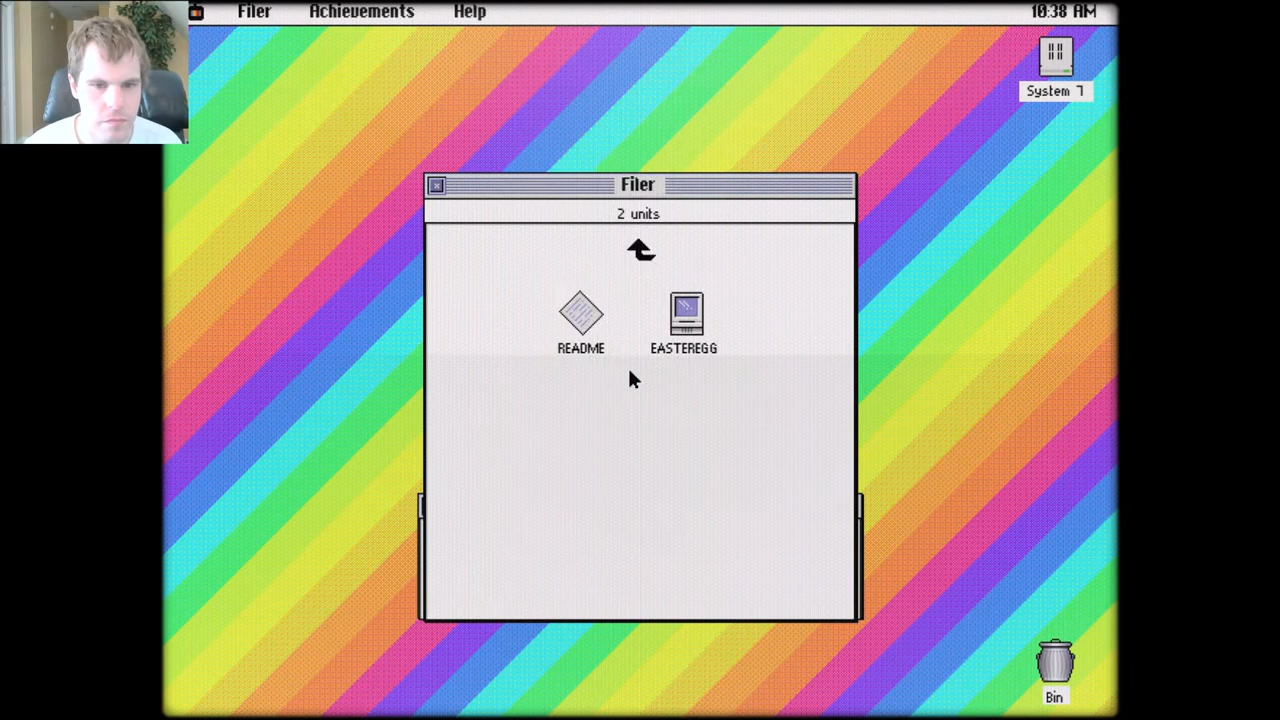 Filer Achievements Help 10:38 AM
System 7
Filer
2 units
README EASTEREGG
Bin